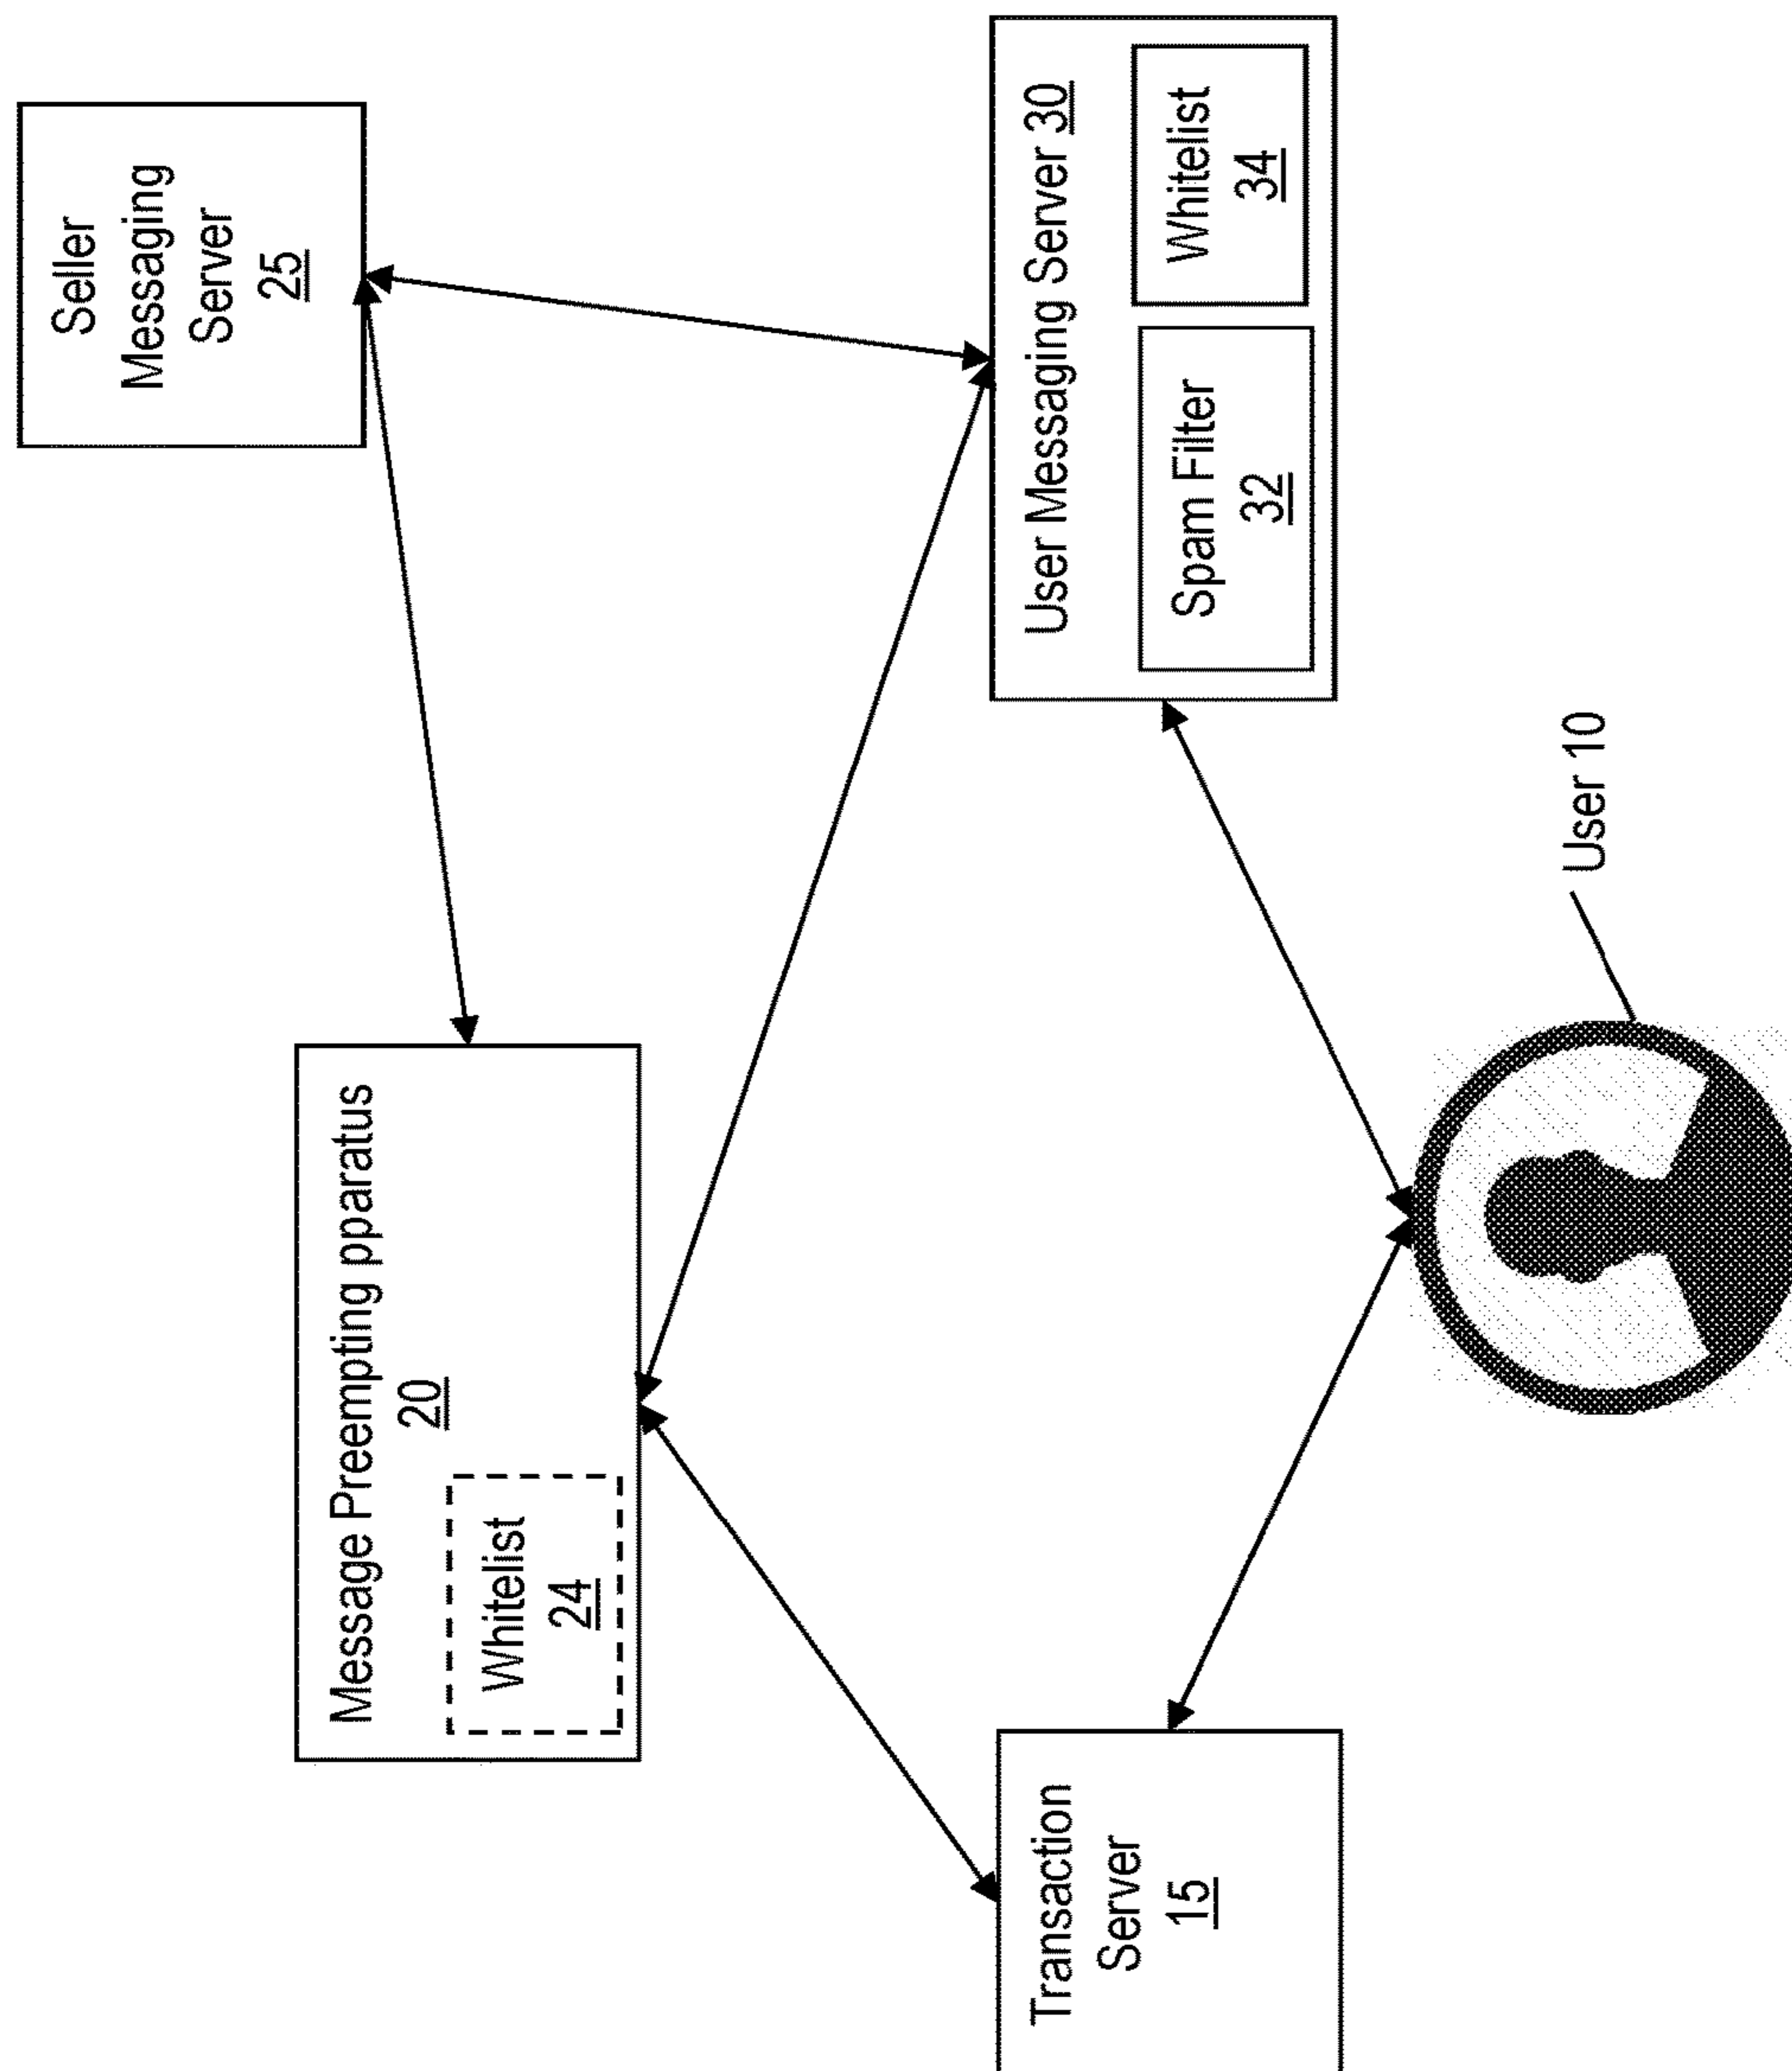 Message Preempting pparatus
20
Whitelist
24
Seller
Messaging
Server
25
Transaction
Server
15
User Messaging Server 30
Spam Filter
32
Whitelist
34
User 10